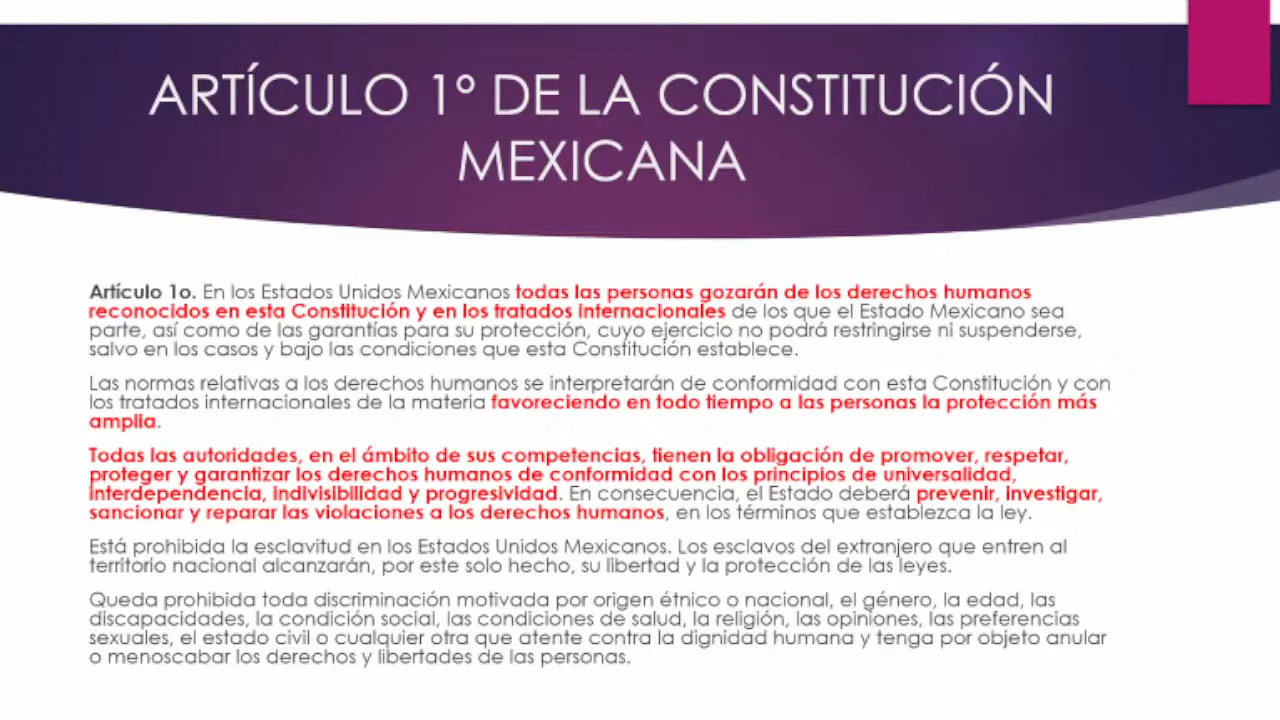 ARTÍCULO 1º DE LA CONSTITUCIÓN
MEXICANA
Artículo 1o. En los Estados Unidos Mexicanos todas las personas gozarán de los derechos humanos
reconocidos en esta Constitución y en los tratados internacionales de los que el Estado Mexicano sea
parte, así como de las garantías para su protección, cuyo ejercicio no podrá restringirse ni suspenderse,
salvo en los casos y bajo las condiciones que esta Constitución establece.
Las normas relativas a los derechos humanos se interpretarán de conformidad con esta Constitución y con
los tratados internacionales de la materia favoreciendo en todo tiempo a las personas la protección más
amplia.
Todas las autoridades, en el ámbito de sus competencias, tienen la obligación de promover, respetar,
proteger y garantizar los derechos humanos de conformidad con los principios de universalidad,
interdependencia, indivisibilidad y progresividad. En consecuencia, el Estado deberá prevenir, investigar,
sancionar y reparar las violaciones a los derechos humanos, en los términos que establezca la ley.
Está prohibida la esclavitud en los Estados Unidos Mexicanos. Los esclavos del extranjero que entren al
territorio nacional alcanzarán, por este solo hecho, su libertad y la protección de las leyes.
Queda prohibida toda discriminación motivada por origen étnico o nacional, el género, la edad, las
discapacidades, la condición social, las condiciones de salud, la religión, las opiniones, las preferencias
sexuales, el estado civil o cualquier otra que atente contra la dignidad humana y tenga por objeto anular
o menoscabar los derechos y libertades de las personas.